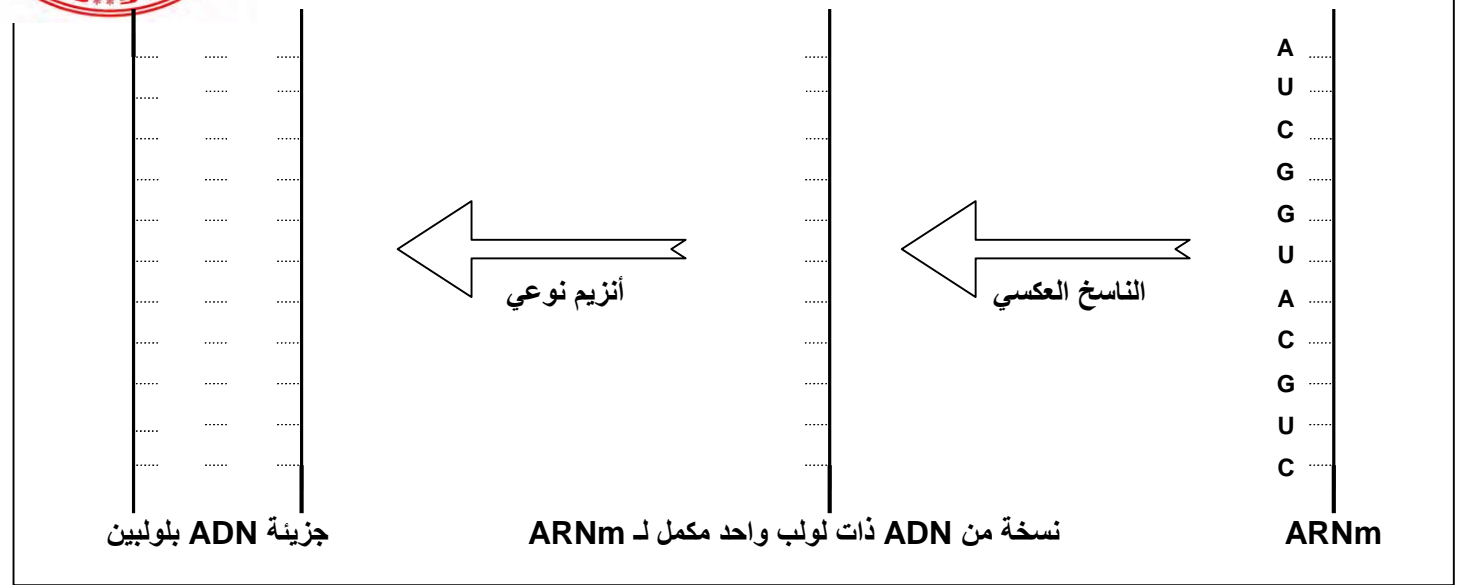 A
U
C
G
G
U
A
C
G
U
C
الناسخ العكسي
أنزيم نوعي
ARNm
نسخة من ADN ذات لولب واحد مكمل لـ ARNm
جزيئة ADN بلولبين